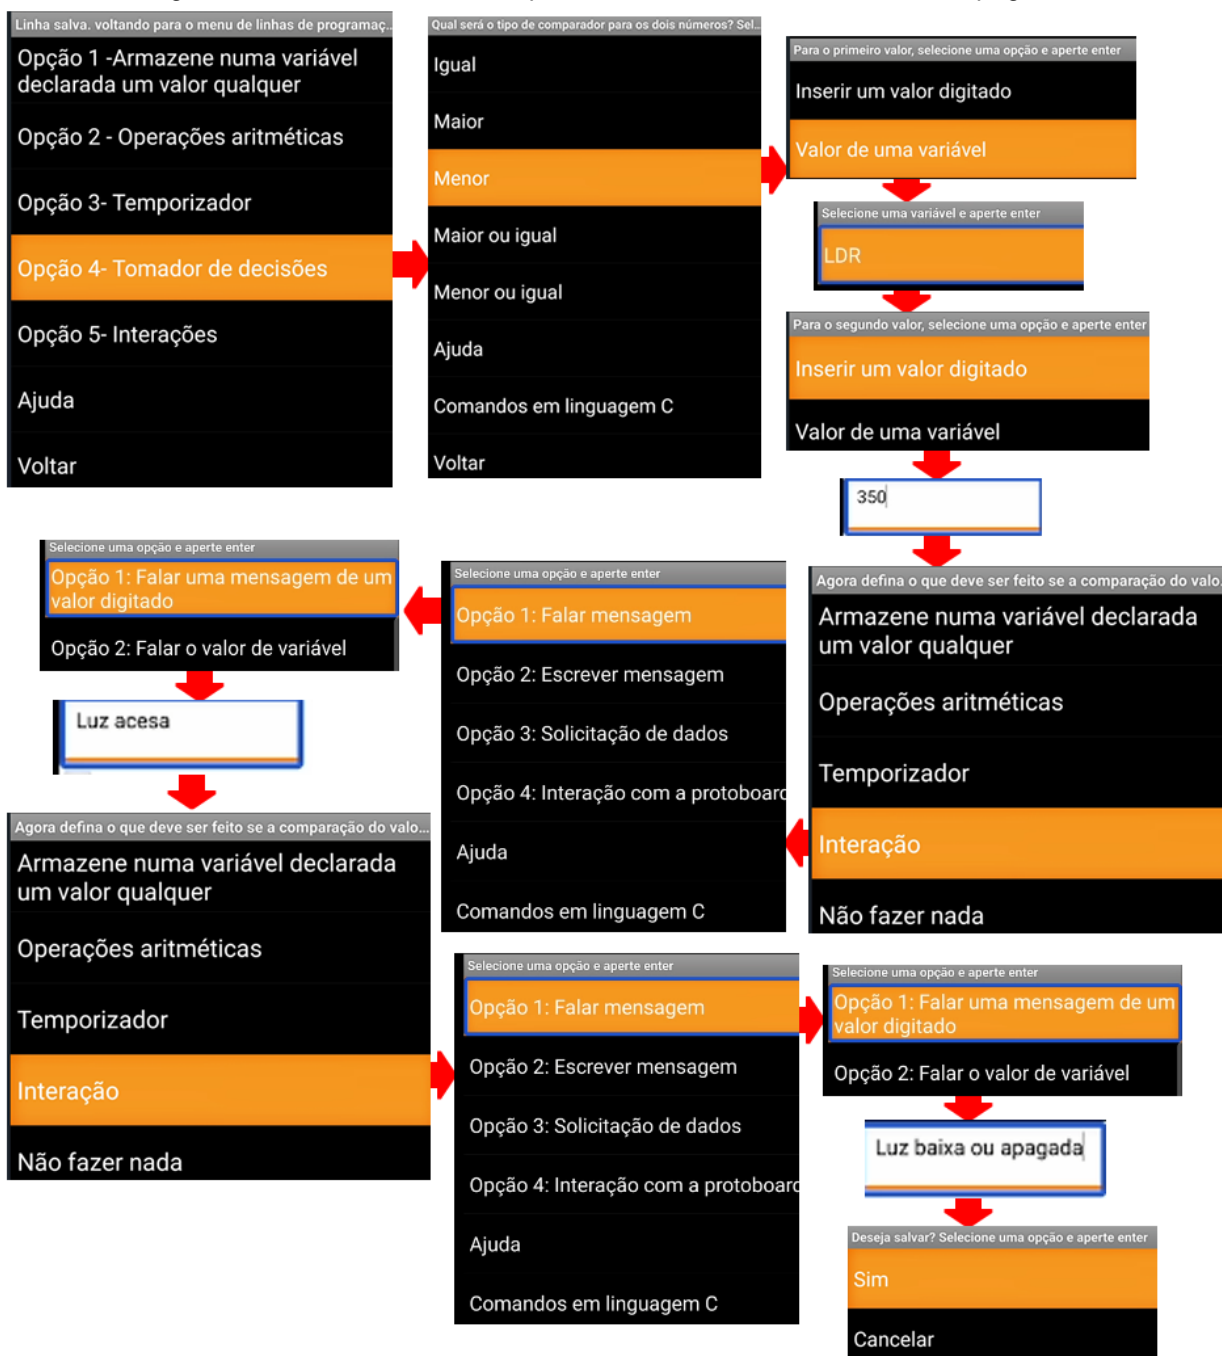 Linha salva. voltando para o menu de linhas de programaç..
Opção 1 -Armazene numa variável
declarada um valor qualquer
Opção 2 - Operações aritméticas
Opção 3- Temporizador
Opção 4- Tomador de decisões
Opção 5- Interações
Ajuda
Voltar
Qual será o tipo de comparador para os dois números? Sel..
Igual
Maior
Menor
Maior ou igual
Menor ou igual
Ajuda
Comandos em linguagem C
Voltar
Para o primeiro valor, selecione uma opção e aperte enter
Inserir um valor digitado
Valor de uma variável
Selecione uma variável e aperte enter
LDR
Para o segundo valor, selecione uma opção e aperte enter
Inserir um valor digitado
Valor de uma variável
350
Agora defina o que deve ser feito se a comparação do valo.
Armazene numa variável declarada
um valor qualquer
Operações aritméticas
Temporizador
Interação
Não fazer nada
Selecione uma opção e aperte enter
Opção 1: Falar mensagem
Opção 2: Escrever mensagem
Opção 3: Solicitação de dados
Opção 4: Interação com a protoboard
Ajuda
Comandos em linguagem C
Selecione uma opção e aperte enter
Opção 1: Falar uma mensagem de um
valor digitado
Opção 2: Falar o valor de variável
Luz acesa
Agora defina o que deve ser feito se a comparação do valo...
Armazene numa variável declarada
um valor qualquer
Operações aritméticas
Temporizador
Interação
Não fazer nada
Selecione uma opção e aperte enter
Opção 1: Falar mensagem
Opção 2: Escrever mensagem
Opção 3: Solicitação de dados
Opção 4: Interação com a protoboard
Ajuda
Comandos em linguagem C
Selecione uma opção e aperte enter
Opção 1: Falar uma mensagem de um
valor digitado
Opção 2: Falar o valor de variável
Luz baixa ou apagada
Deseja salvar? Selecione uma opção e aperte enter
Sim
Cancelar